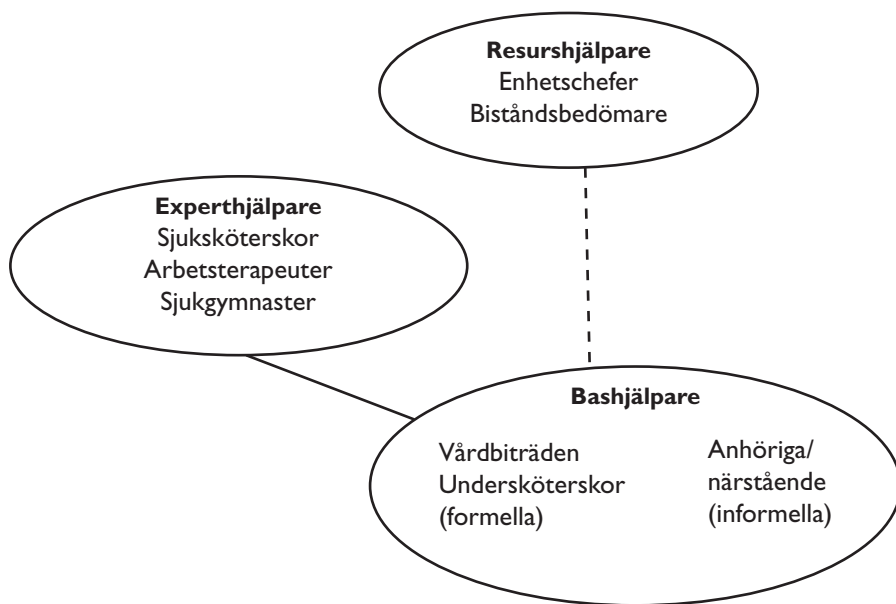 Resurshjälpare
Enhetschefer
Biståndsbedömare
Experthjälpare
Sjuksköterskor
Arbetsterapeuter
Sjukgymnaster
Bashjälpare
Vårdbiträden
Undersköterskor
(formella)
Anhöriga/
närstående
(informella)